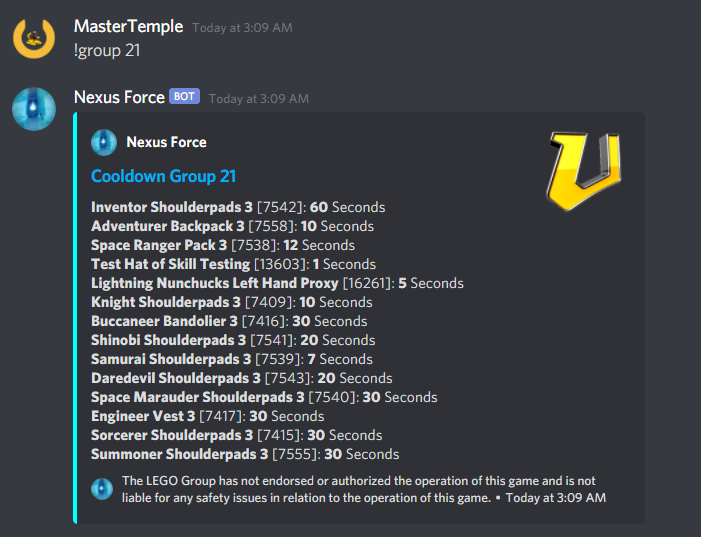 MasterTemple Today at 3:09 AM
!group 21
Nexus Force BOT Today at 3:09 AM
Nexus Force
Cooldown Group 21
Inventor Shoulderpads 3 [7542]: 60 Seconds
Adventurer Backpack 3 [7558]: 10 Seconds
Space Ranger Pack 3 [7538]: 12 Seconds
Test Hat of Skill Testing [13603]: 1 Seconds
Lightning Nunchucks Left Hand Proxy [16261]: 5 Seconds
Knight Shoulderpads 3 [7409]: 10 Seconds
Buccaneer Bandolier 3 [7416]: 30 Seconds
Shinobi Shoulderpads 3 [7541]: 20 Seconds
Samurai Shoulderpads 3 [7539]: 7 Seconds
Daredevil Shoulderpads 3 [7543]: 20 Seconds
Space Marauder Shoulderpads 3 [7540]: 30 Seconds
Engineer Vest 3 [7417]: 30 Seconds
Sorcerer Shoulderpads 3 [7415]: 30 Seconds
Summoner Shoulderpads 3 [7555]: 30 Seconds
The LEGO Group has not endorsed or authorized the operation of this game and is not
liable for any safety issues in relation to the operation of this game. • Today at 3:09 AM